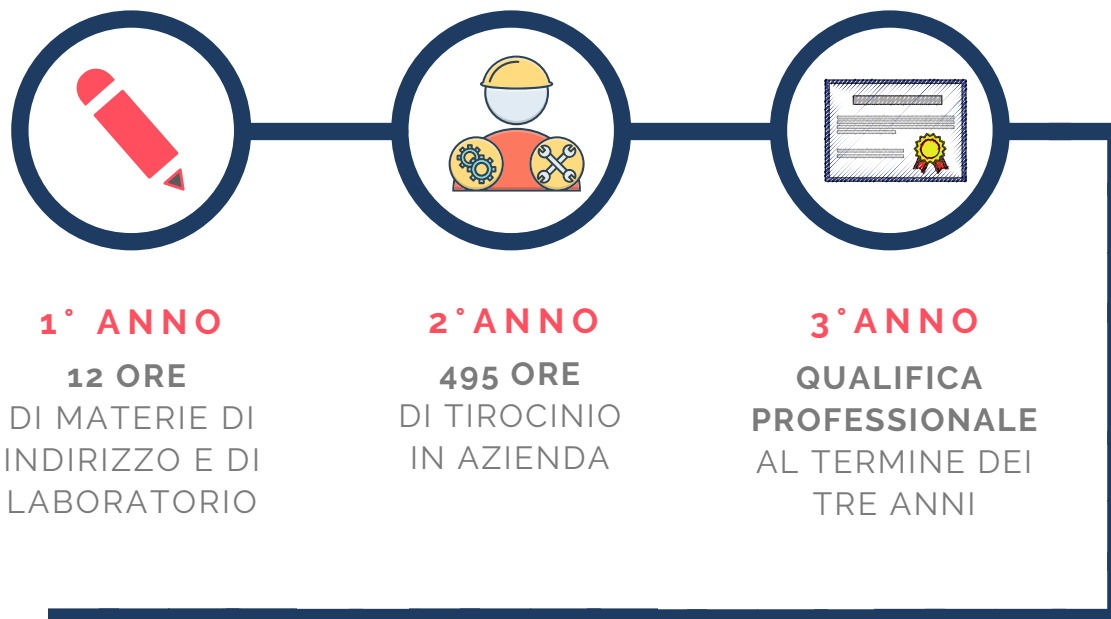 1° ANNO
12 ORE
DI MATERIE DI
INDIRIZZO E DI
LABORATORIO
2°ANNO
495 ORE
DI TIROCINIO
IN AZIENDA
3°ANNO
QUALIFICA
PROFESSIONALE
AL TERMINE DEI
TRE ANNI